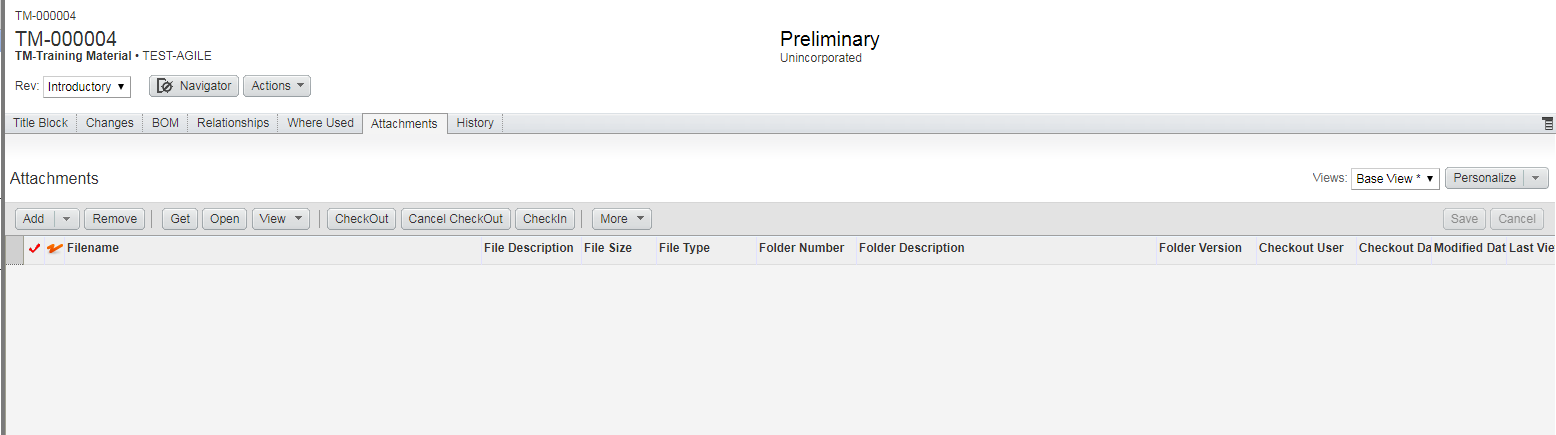 TM-000004
TM-000004
Preliminary
TM-Training Material • TEST-AGILE
Unincorporated
Rev: Introductory Navigator Actions
Title Block Changes BOM Relationships Where Used Attachments History
Attachments
Views: Base View * Personalize
Add Remove Get Open View CheckOut Cancel CheckOut CheckIn More Save Cancel
Filename File Description File Size File Type Folder Number Folder Description Folder Version Checkout User Checkout Da Modified Dat Last Vie